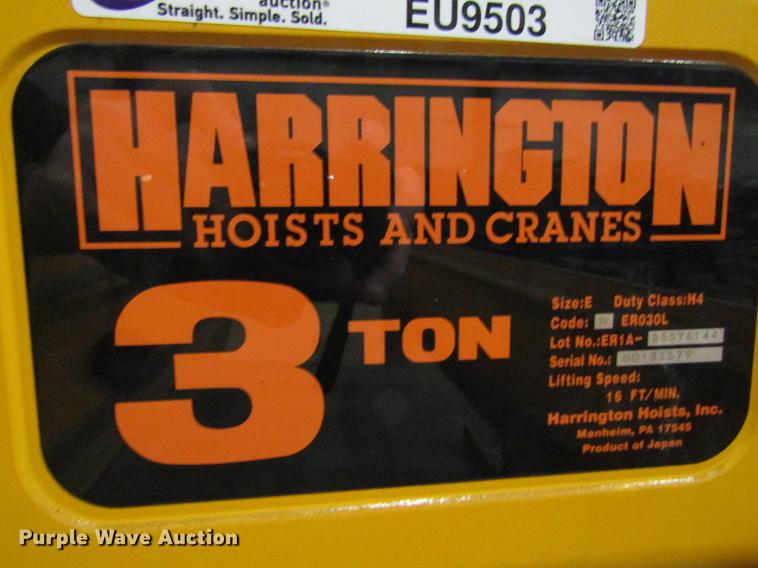 auction®
Straight. Simple. Sold.
EU9503
HARRINGTON
HOISTS AND CRANES
3 TON
Size:E Duty Class:H4
Code: N ER030L
Lot No.:ER1A-
Serial No.: 00133579
Lifting Speed:
16 FT/MIN.
Harrington Hoists, Inc.
Manheim, PA 17545
Product of Japan
Purple Wave Auction